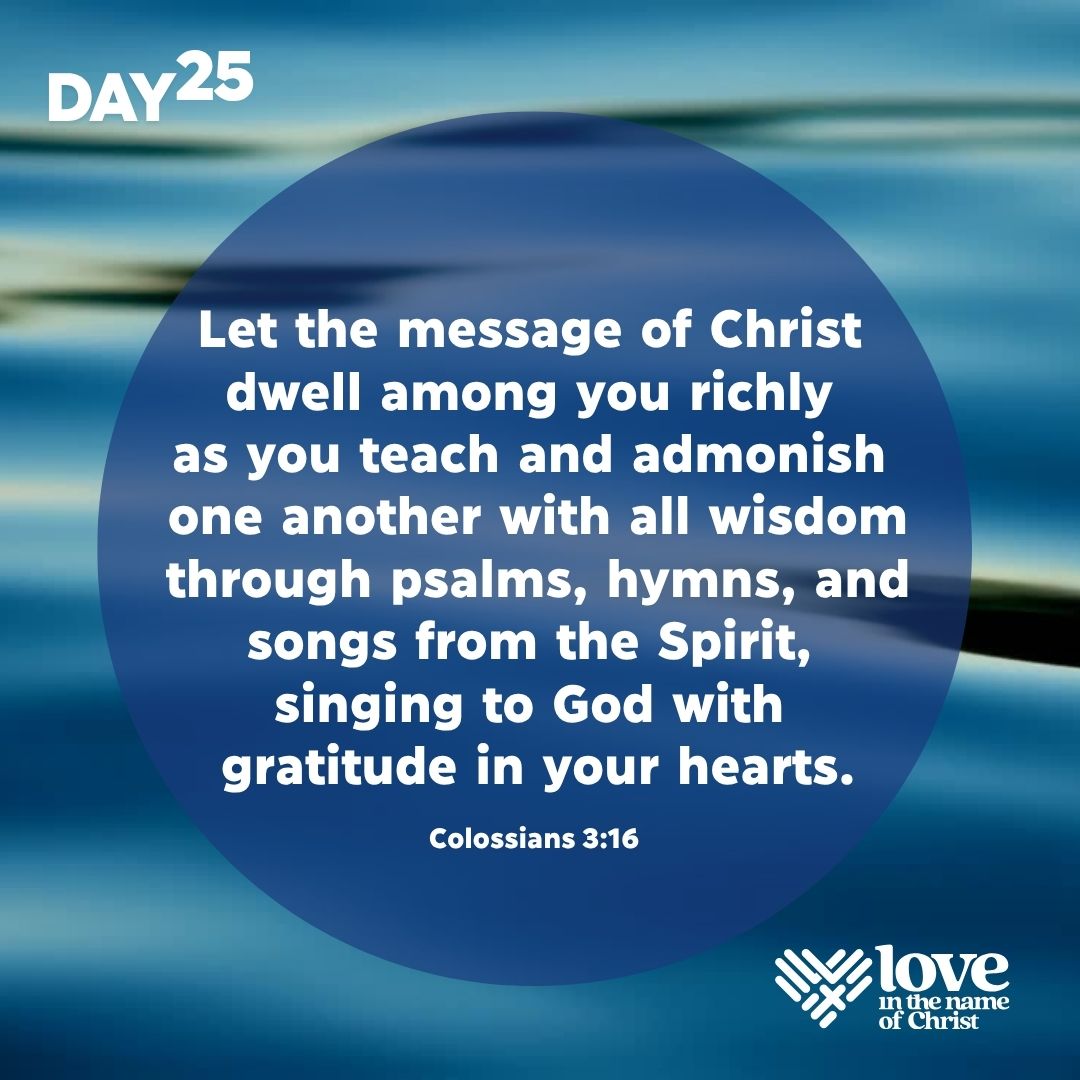 DAY25
Let the message of Christ
dwell among you richly
as you teach and admonish
one another with all wisdom
through psalms, hymns, and
songs from the Spirit,
singing to God with
gratitude in your hearts.
Colossians 3:16
love
in the name
of Christ